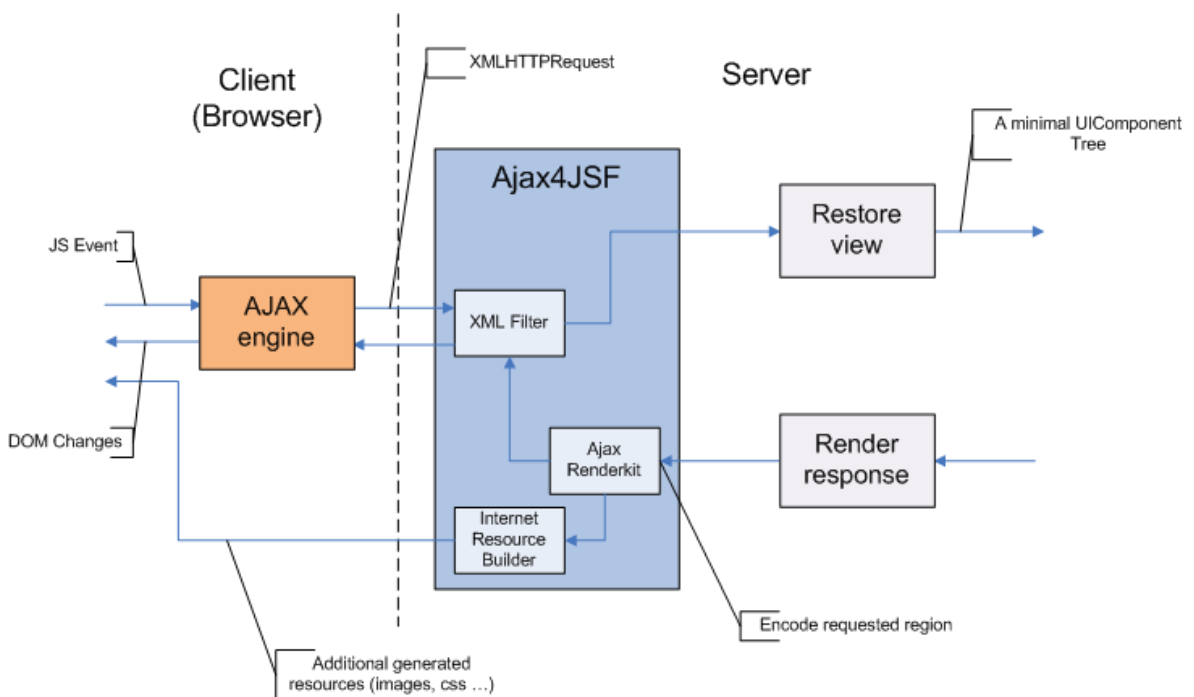 XMLHTTPRequest
Client
(Browser)
Server
A minimal UIComponent
Tree
Ajax4JSF
Restore
view
JS Event
AJAX
engine
XML Filter
DOM Changes
Ajax
Renderkit
Render
response
Internet
Resource
Builder
Encode requested region
Additional generated
resources (images, css ...)